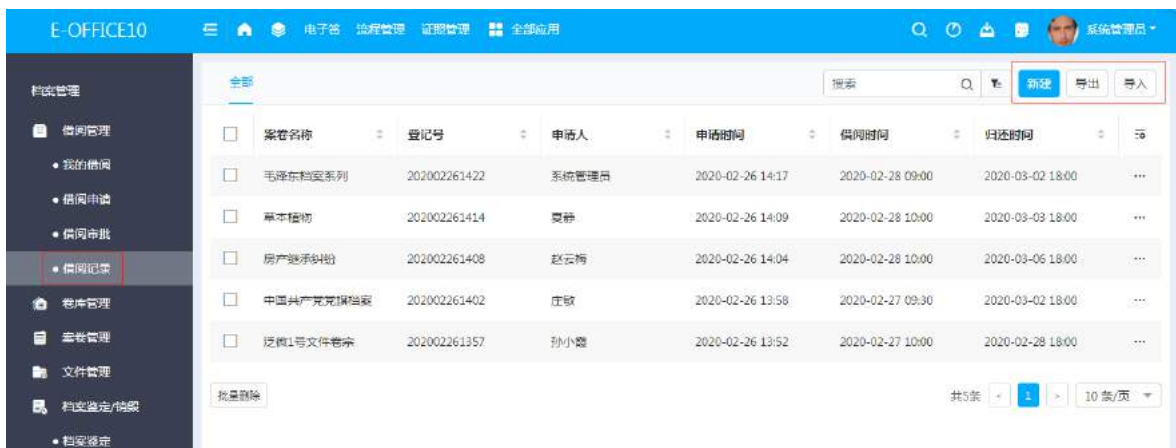 E-OFFICE10 电子签 流程管理 证照管理 全部应用 系统管理员
档案管理
借阅管理
我的借阅
借阅申请
借阅审批
借阅记录
卷库管理
案卷管理
文件管理
档案鉴定/销毁
档案鉴定
全部 搜索 新建 导出 导入
案卷名称 登记号 申请人 申请时间 借阅时间 归还时间
毛泽东档案系列 202002261422 系统管理员 2020-02-26 14:17 2020-02-28 09:00 2020-03-02 18:00
草本植物 202002261414 夏静 2020-02-26 14:09 2020-02-28 10:00 2020-03-03 18:00
房产继承纠纷 202002261408 赵云梅 2020-02-26 14:04 2020-02-28 10:00 2020-03-06 18:00
中国共产党党旗档案 202002261402 庄敏 2020-02-26 13:58 2020-02-27 09:30 2020-03-02 18:00
泛微1号文件卷宗 202002261357 孙小霞 2020-02-26 13:52 2020-02-27 10:00 2020-02-28 18:00
批量删除 共5条 < 1 > 10 条/页